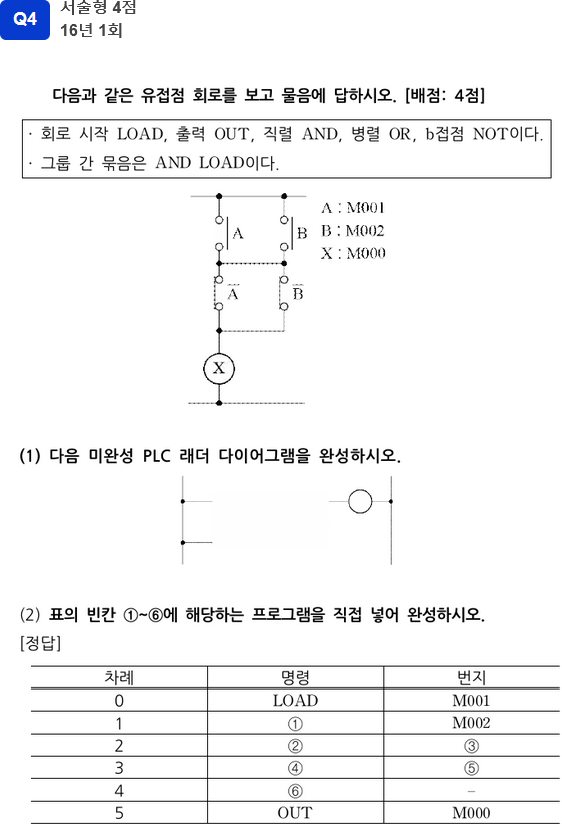 Q4
서술형 4점
16년 1회
다음과 같은 유접점 회로를 보고 물음에 답하시오. [배점: 4점]
· 회로 시작 LOAD, 출력 OUT, 직렬 AND, 병렬 OR, b접점 NOT이다.
· 그룹 간 묶음은 AND LOAD이다.
A B A : M001
B : M002
X : M000
A̅ B̅
X
(1) 다음 미완성 PLC 래더 다이어그램을 완성하시오.
(2) 표의 빈칸 ①~⑥에 해당하는 프로그램을 직접 넣어 완성하시오.
[정답]
차례 명령 번지
0 LOAD M001
1 ① M002
2 ② ③
3 ④ ⑤
4 ⑥ –
5 OUT M000